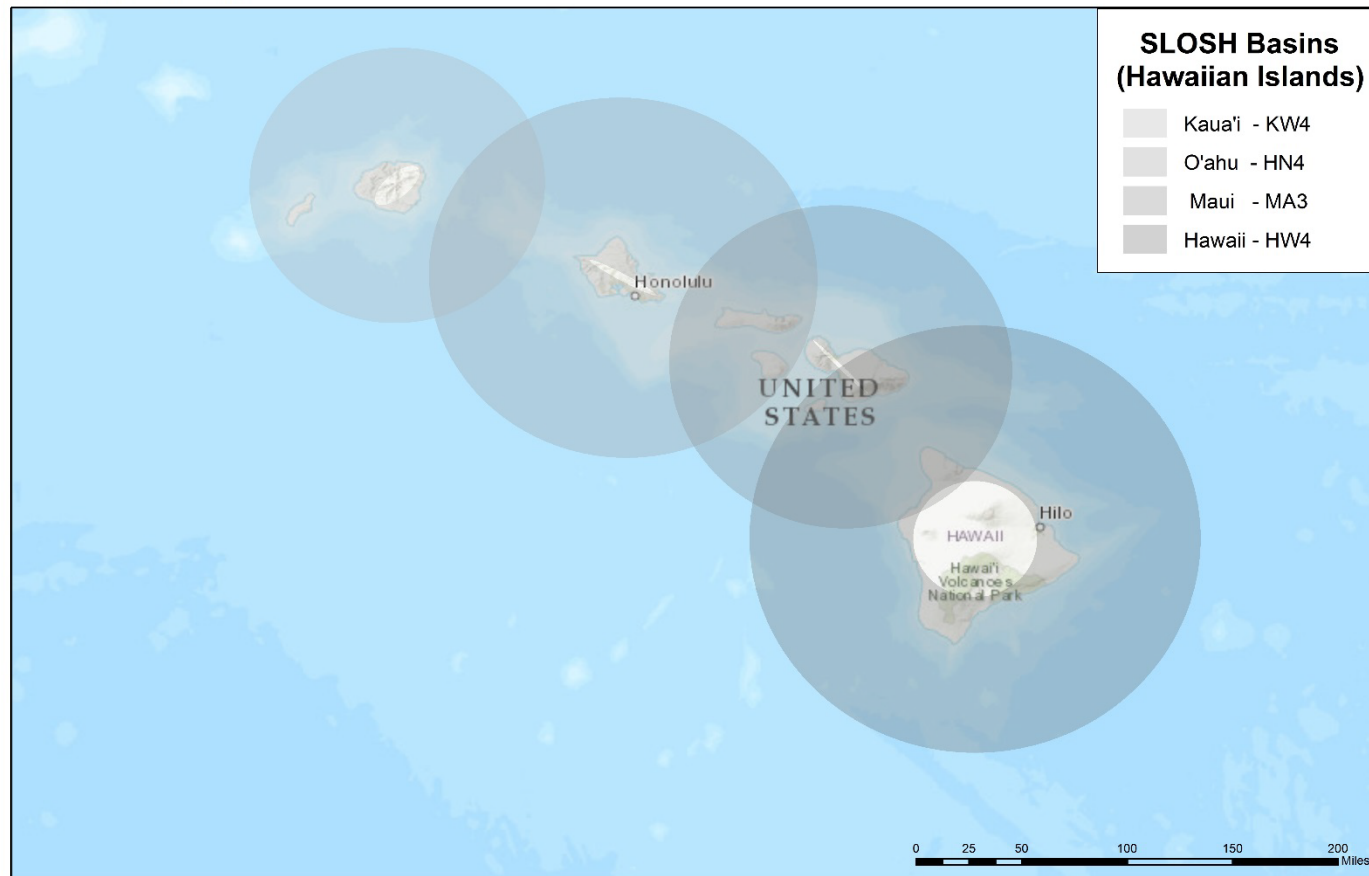 SLOSH Basins
(Hawaiian Islands)
Kaua'i - KW4
O'ahu - HN4
Maui - MA3
Hawaii - HW4
Honolulu
UNITED
STATES
Hilo
HAWAII
Hawai'i
Volcanoes
National Park
0 25 50 100 150 200
Miles